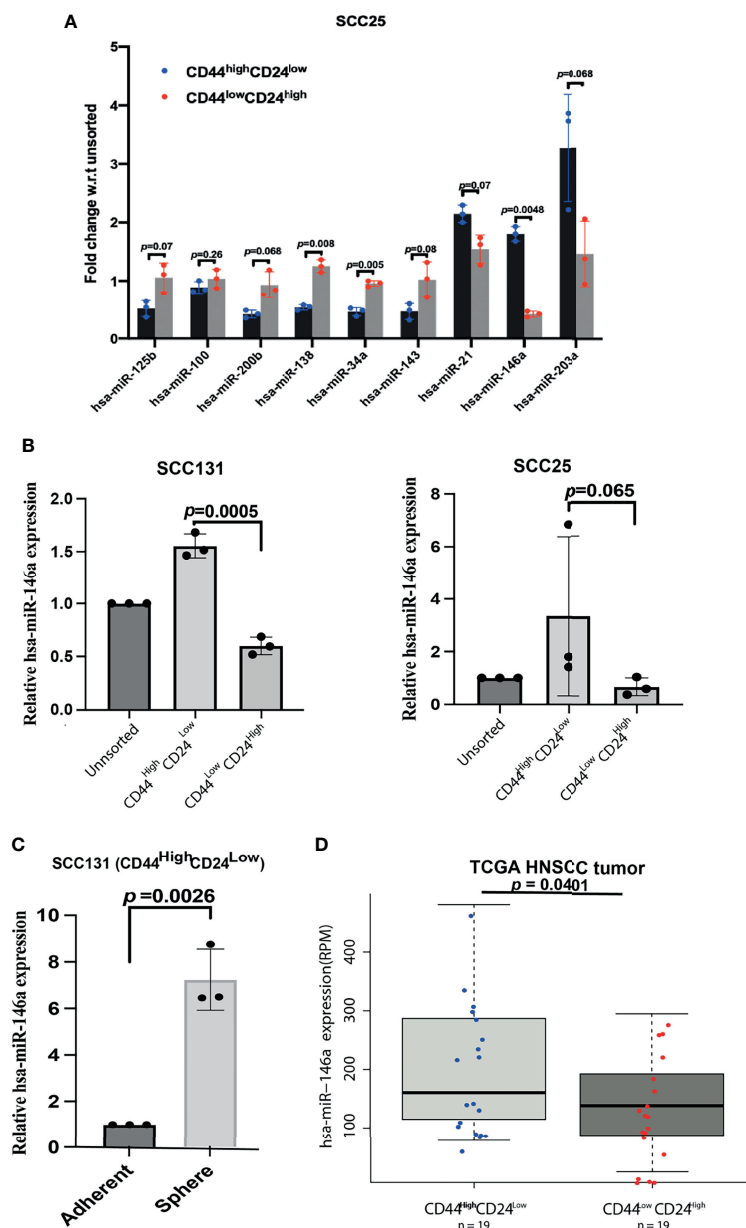 A
SCC25
CD44highCD24low
CD44lowCD24high
Fold change w.r.t unsorted
5
4
3
2
1
0
p=0.07
p=0.26
p=0.068
p=0.008
p=0.005
p=0.08
p=0.07
p=0.0048
p=0.068
hsa-miR-125b
hsa-miR-100
hsa-miR-200b
hsa-miR-138
hsa-miR-34a
hsa-miR-143
hsa-miR-21
hsa-miR-146a
hsa-miR-203a
B
SCC131
p=0.0005
Relative hsa-miR-146a expression
2.0
1.5
1.0
0.5
0.0
Unnsorted
CD44High CD24Low
CD44Low CD24High
SCC25
p=0.065
Relative hsa-miR-146a expression
8
6
4
2
0
Unsorted
CD44High CD24Low
CD44Low CD24High
C
SCC131 (CD44HighCD24Low)
p=0.0026
Relative hsa-miR-146a expression
10
8
6
4
2
0
Adherent
Sphere
D
TCGA HNSCC tumor
p = 0.0401
hsa-miR-146a expression(RPM)
400
300
200
100
CD44HighCD24Low
n = 19
CD44Low CD24High
n = 19